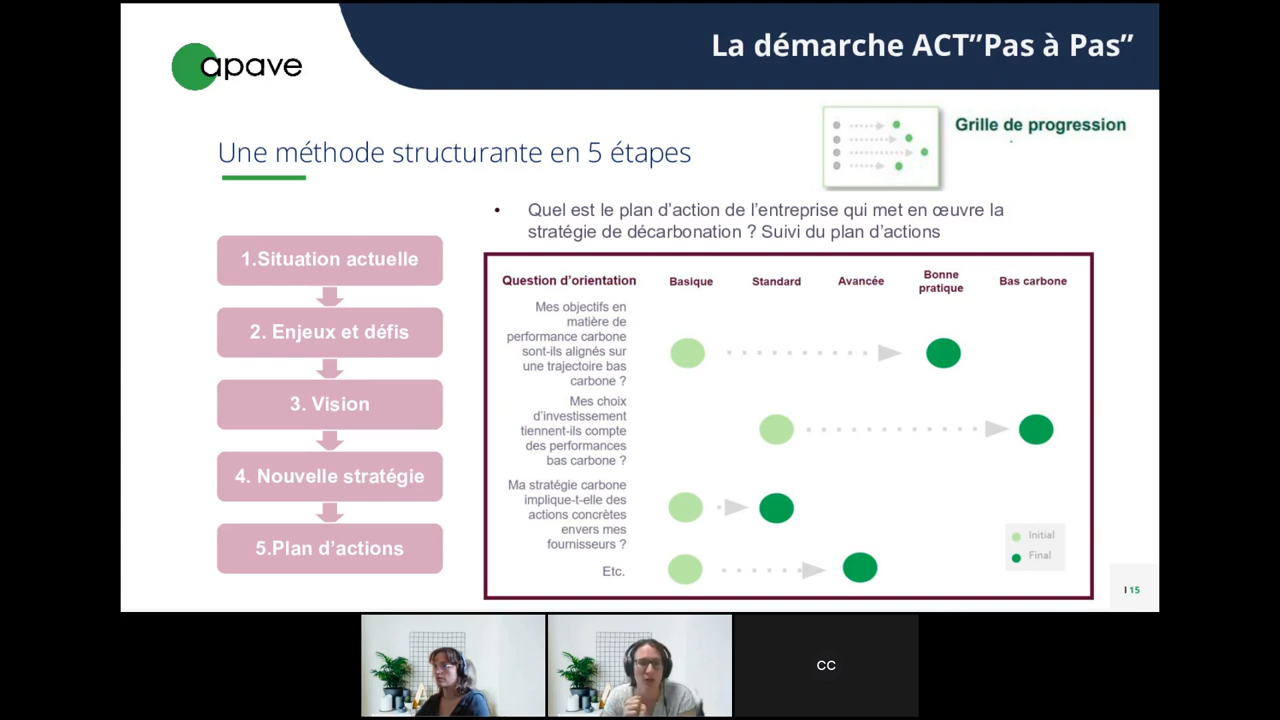 apave
La démarche ACT”Pas à Pas”
Grille de progression
Une méthode structurante en 5 étapes
• Quel est le plan d’action de l’entreprise qui met en œuvre la
stratégie de décarbonation ? Suivi du plan d’actions
1.Situation actuelle
2. Enjeux et défis
3. Vision
4. Nouvelle stratégie
5.Plan d’actions
Question d’orientation
Basique
Standard
Avancée
Bonne
pratique
Bas carbone
Mes objectifs en
matière de
performance carbone
sont-ils alignés sur
une trajectoire bas
carbone ?
Mes choix
d’investissement
tiennent-ils compte
des performances
bas carbone ?
Ma stratégie carbone
implique-t-elle des
actions concrètes
envers mes
fournisseurs ?
Etc.
Initial
Final
I 15
CC